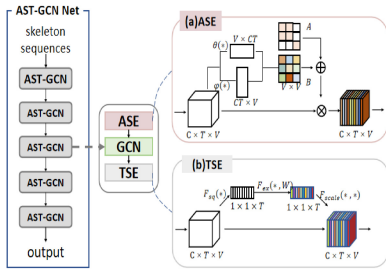 AST-GCN Net
skeleton
sequences
AST-GCN
AST-GCN
AST-GCN
AST-GCN
AST-GCN
output
ASE
GCN
TSE
(a)ASE
θ(*)
V × CT
φ(*)
CT × V
A
V × V
B
C × T × V
C × T × V
(b)TSE
F_sq(*)
F_ex(*,W)
F_scale(*,*)
1 × 1 × T
1 × 1 × T
C × T × V
C × T × V